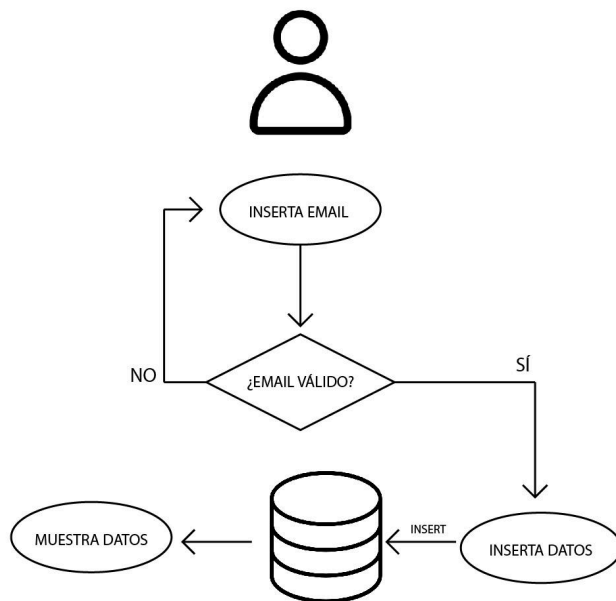 INSERTA EMAIL
¿EMAIL VÁLIDO?
NO
SÍ
INSERT
MUESTRA DATOS
INSERTA DATOS